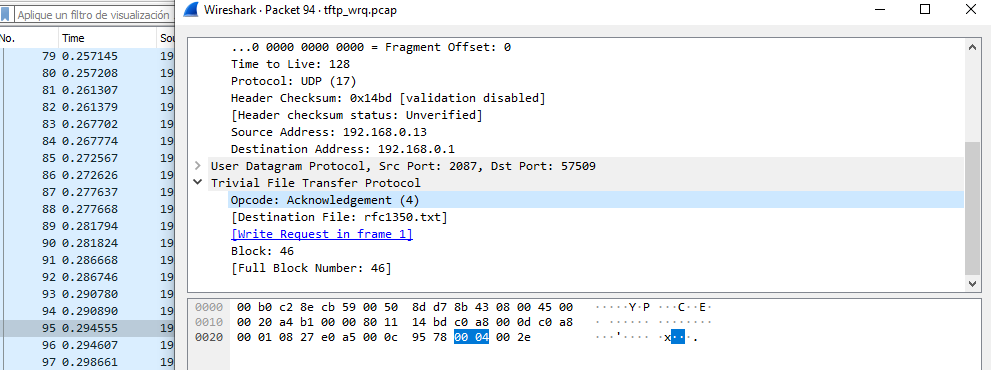 Aplique un filtro de visualización
No. Time Sou
79 0.257145 19
80 0.257208 19
81 0.261307 19
82 0.261379 19
83 0.267702 19
84 0.267774 19
85 0.272567 19
86 0.272626 19
87 0.277637 19
88 0.277668 19
89 0.281794 19
90 0.281824 19
91 0.286668 19
92 0.286746 19
93 0.290780 19
94 0.290890 19
95 0.294555 19
96 0.294607 19
97 0.298661 19
Wireshark · Packet 94 · tftp_wrq.pcap
...0 0000 0000 0000 = Fragment Offset: 0
Time to Live: 128
Protocol: UDP (17)
Header Checksum: 0x14bd [validation disabled]
[Header checksum status: Unverified]
Source Address: 192.168.0.13
Destination Address: 192.168.0.1
User Datagram Protocol, Src Port: 2087, Dst Port: 57509
Trivial File Transfer Protocol
Opcode: Acknowledgement (4)
[Destination File: rfc1350.txt]
[Write Request in frame 1]
Block: 46
[Full Block Number: 46]
0000 00 b0 c2 8e cb 59 00 50 8d d7 8b 43 08 00 45 00 ·····Y·P ···C··E·
0010 00 20 a4 b1 00 00 80 11 14 bd c0 a8 00 0d c0 a8 · ······ ········
0020 00 01 08 27 e0 a5 00 0c 95 78 00 04 00 2e ···'···· ·x···.